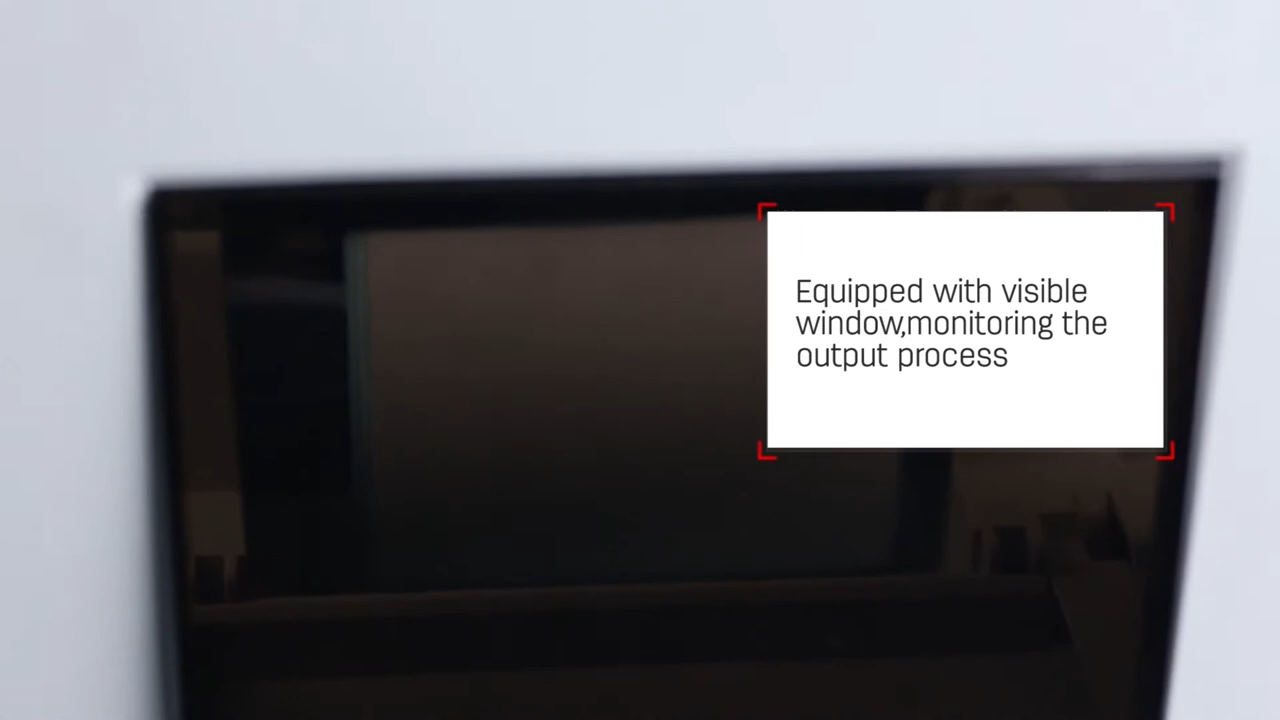 Equipped with visible
window,monitoring the
output process